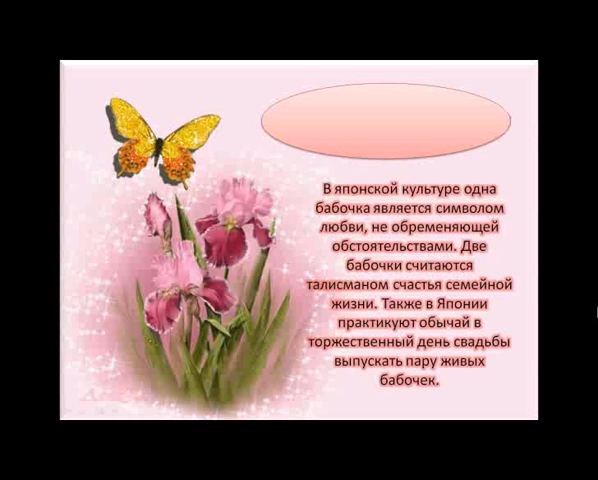 В японской культуре одна
бабочка является символом
любви, не обременяющей
обстоятельствами. Две
бабочки считаются
талисманом счастья семейной
жизни. Также в Японии
практикуют обычай в
торжественный день свадьбы
выпускать пару живых
бабочек.